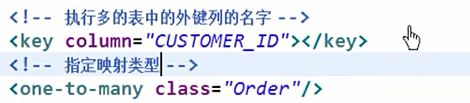 <!-- 执行多的表中的外键列的名字 -->
<key column="CUSTOMER_ID"></key>
<!-- 指定映射类型 -->
<one-to-many class="Order"/>